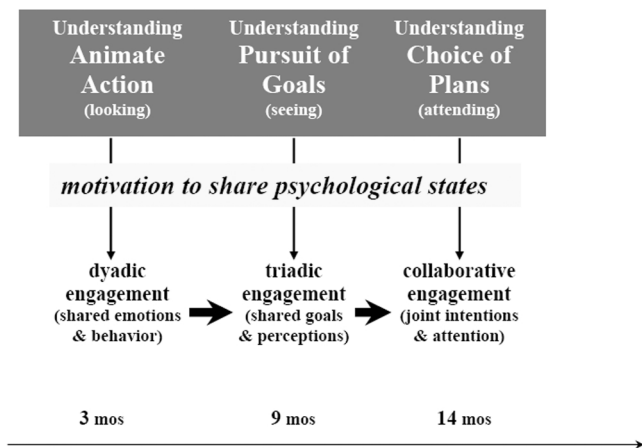 Understanding
Animate
Action
(looking)
Understanding
Pursuit of
Goals
(seeing)
Understanding
Choice of
Plans
(attending)
motivation to share psychological states
dyadic
engagement
(shared emotions
& behavior)
triadic
engagement
(shared goals
& perceptions)
collaborative
engagement
(joint intentions
& attention)
3 mos
9 mos
14 mos